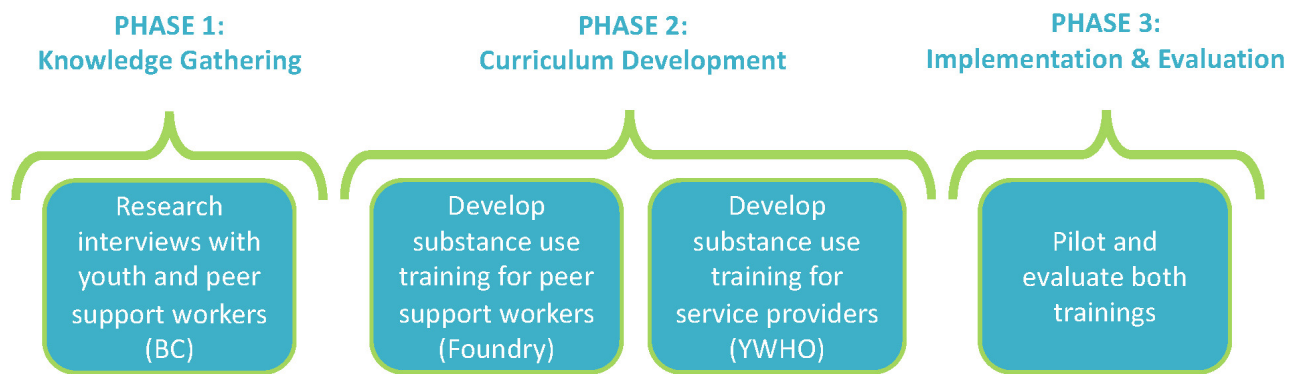 PHASE 1:
Knowledge Gathering
PHASE 2:
Curriculum Development
PHASE 3:
Implementation & Evaluation
Research
interviews with
youth and peer
support workers
(BC)
Develop
substance use
training for peer
support workers
(Foundry)
Develop
substance use
training for
service providers
(YWHO)
Pilot and
evaluate both
trainings